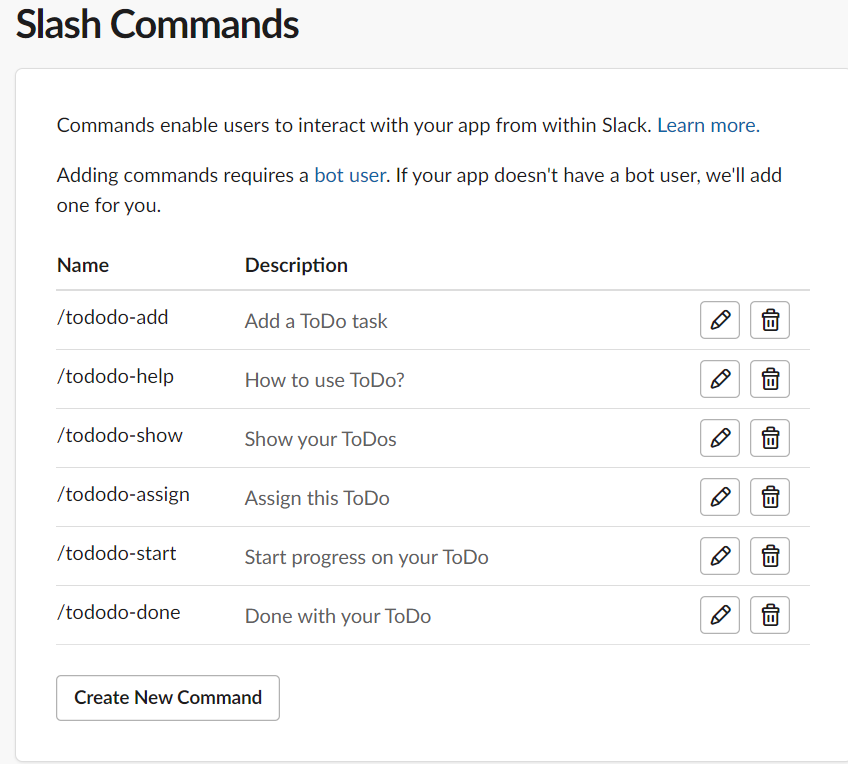 Slash Commands
Commands enable users to interact with your app from within Slack. Learn more.
Adding commands requires a bot user. If your app doesn't have a bot user, we'll add
one for you.
Name Description
/tododo-add Add a ToDo task
/tododo-help How to use ToDo?
/tododo-show Show your ToDos
/tododo-assign Assign this ToDo
/tododo-start Start progress on your ToDo
/tododo-done Done with your ToDo
Create New Command